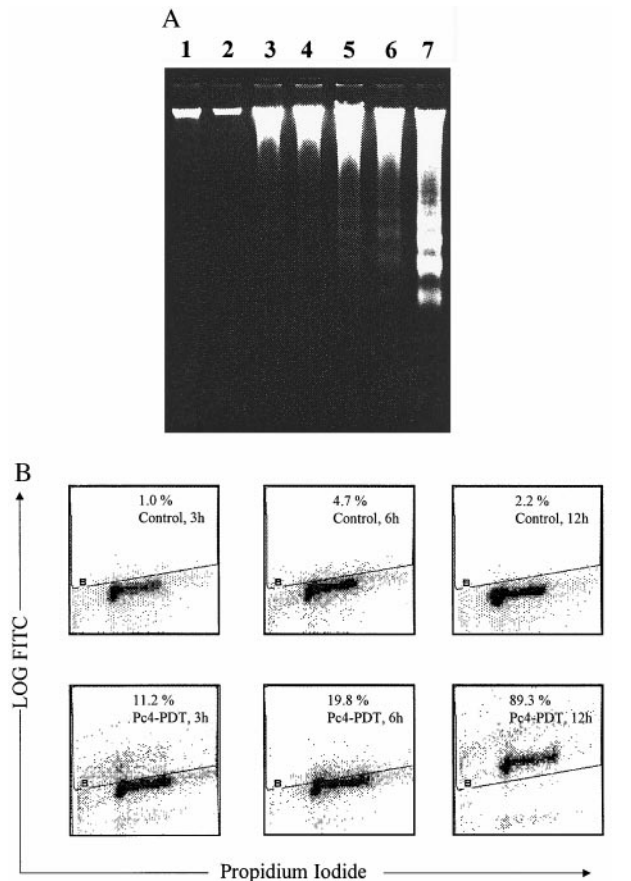 A
1 2 3 4 5 6 7
B
1.0 %
Control, 3h
B
4.7 %
Control, 6h
B
2.2 %
Control, 12h
B
11.2 %
Pc4-PDT, 3h
B
19.8 %
Pc4-PDT, 6h
B
89.3 %
Pc4-PDT, 12h
B
LOG FITC
Propidium Iodide